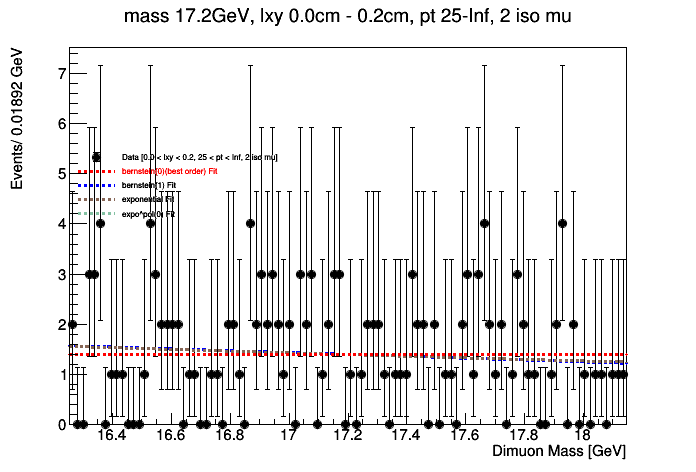 mass 17.2GeV, lxy 0.0cm - 0.2cm, pt 25-Inf, 2 iso mu
Events/ 0.01892 GeV
7
6
5
4
3
2
1
0
Data [0.0 < lxy < 0.2, 25 < pt < Inf, 2 iso mu]
bernstein[0](best order) Fit
bernstein(1) Fit
exponential Fit
expo*pol(0) Fit
16.4 16.6 16.8 17 17.2 17.4 17.6 17.8 18
Dimuon Mass [GeV]